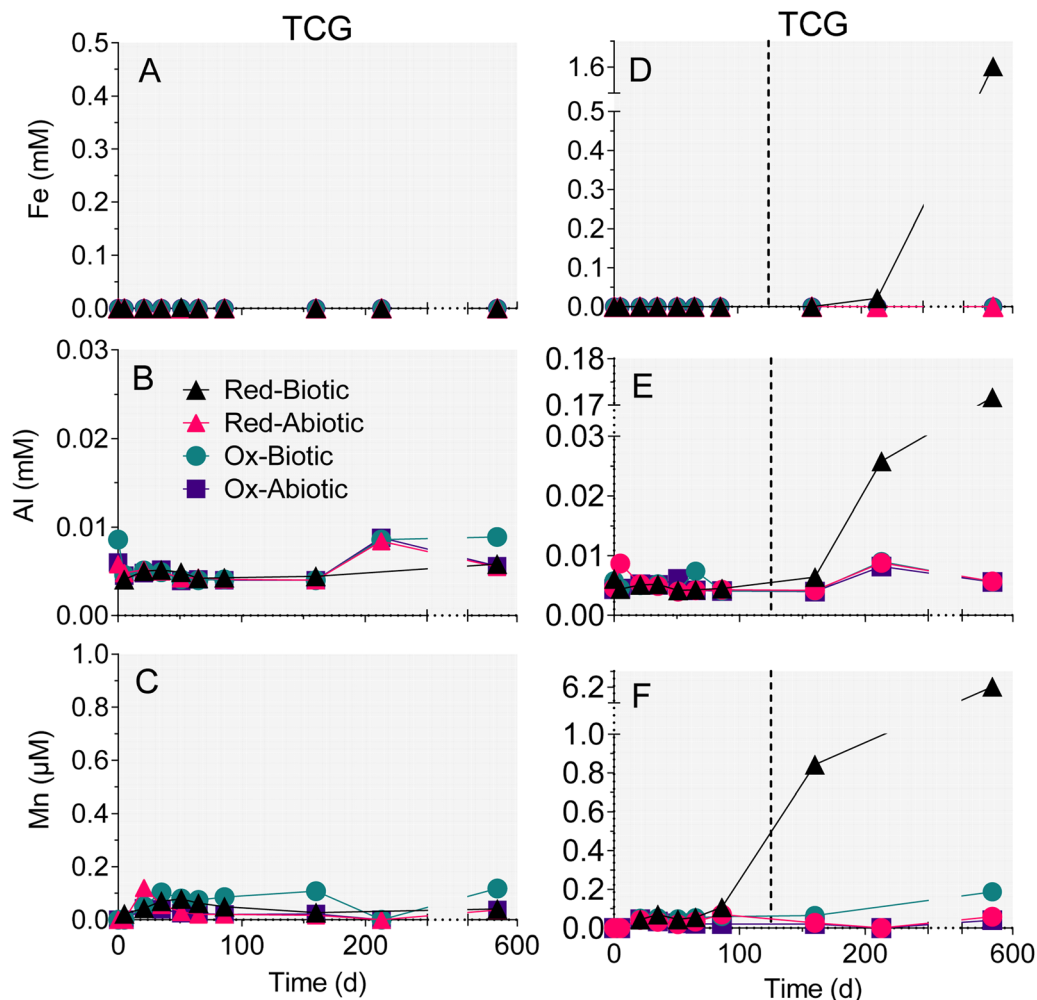 TCG
TCG
A
Fe (mM)
0.5
0.4
0.3
0.2
0.1
0.0
D
1.6
0.5
0.4
0.3
0.2
0.1
0.0
B
Al (mM)
0.03
0.02
0.01
0.00
Red-Biotic
Red-Abiotic
Ox-Biotic
Ox-Abiotic
E
0.18
0.17
0.03
0.02
0.01
0.00
C
Mn (µM)
1.0
0.8
0.6
0.4
0.2
0.0
0
100
200
600
Time (d)
F
6.2
1.0
0.8
0.6
0.4
0.2
0.0
0
100
200
600
Time (d)